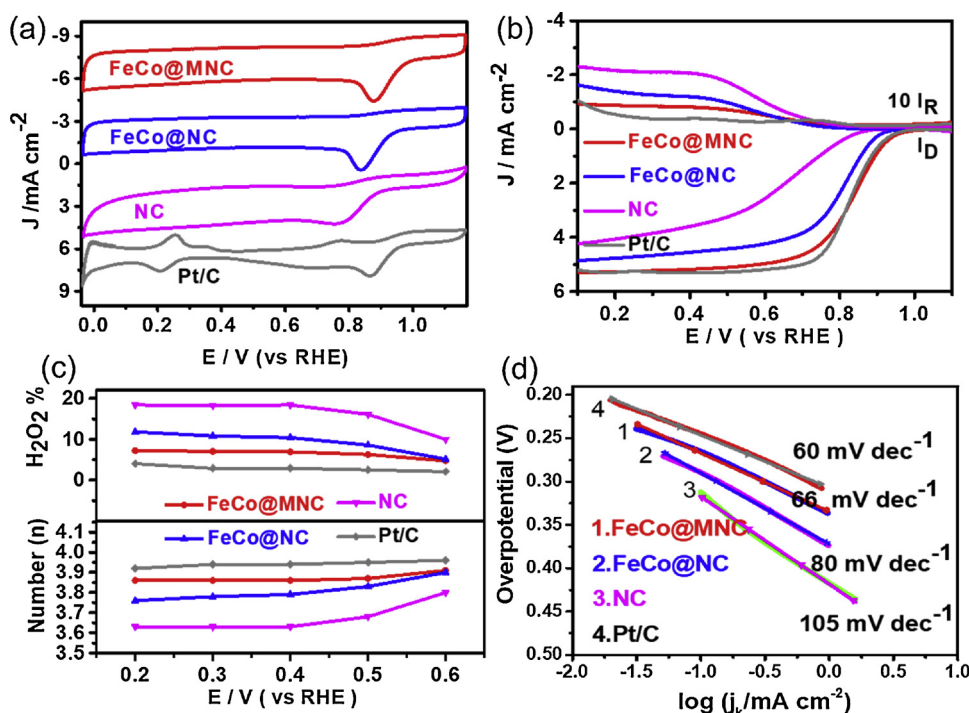 (a)
J /mA cm-2
-9
-6
-3
0
3
6
9
FeCo@MNC
FeCo@NC
NC
Pt/C
0.0 0.2 0.4 0.6 0.8 1.0
E / V ( vs RHE)
(b)
J / mA cm-2
-4
-2
0
2
4
6
10 IR
ID
FeCo@MNC
FeCo@NC
NC
Pt/C
0.2 0.4 0.6 0.8 1.0
E / V ( vs RHE)
(c)
H2O2 %
20
10
0
FeCo@MNC NC
FeCo@NC Pt/C
Number (n)
4.1
4.0
3.9
3.8
3.7
3.6
3.5
0.2 0.3 0.4 0.5 0.6
E / V ( vs RHE)
(d)
Overpotential (V)
0.20
0.25
0.30
0.35
0.40
0.45
0.50
4
1
2
3
60 mV dec-1
66 mV dec-1
80 mV dec-1
105 mV dec-1
1.FeCo@MNC
2.FeCo@NC
3.NC
4.Pt/C
-2.0 -1.5 -1.0 -0.5 0.0 0.5 1.0
log (jk/mA cm-2)